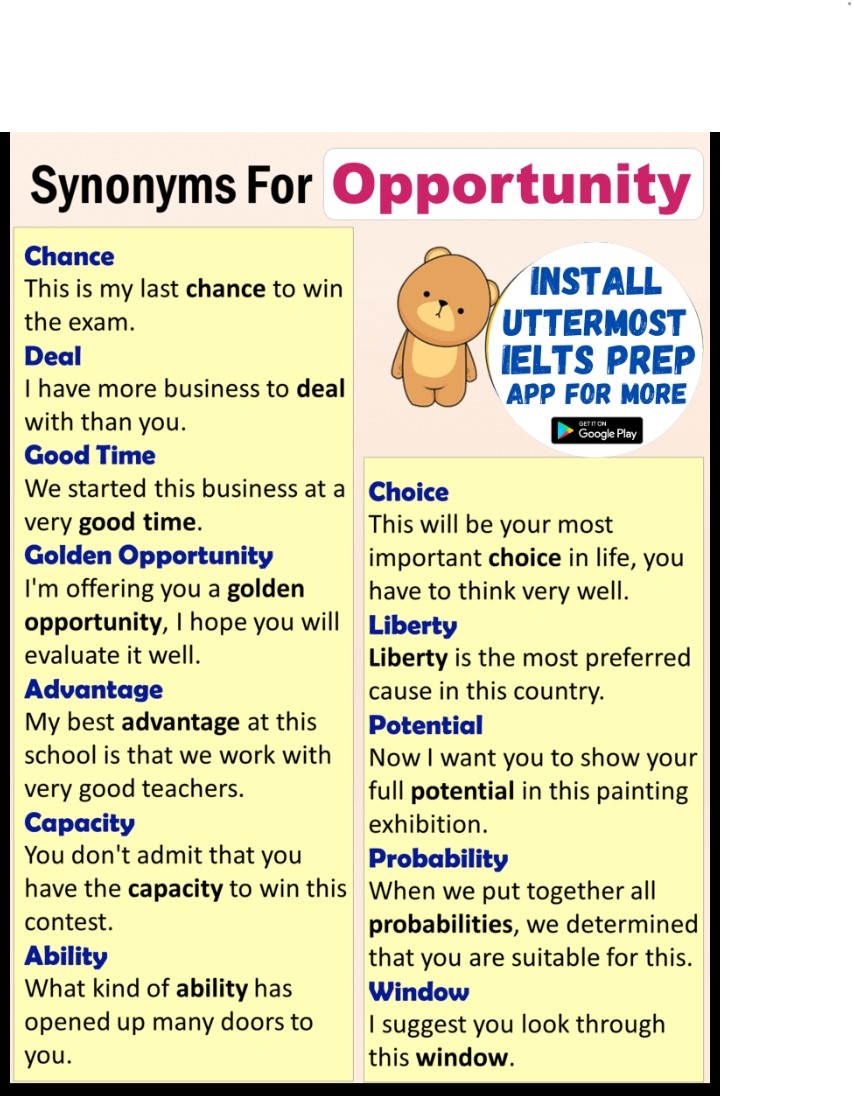 Synonyms For Opportunity
Chance
This is my last chance to win
the exam.
Deal
I have more business to deal
with than you.
Good Time
We started this business at a
very good time.
Golden Opportunity
I'm offering you a golden
opportunity, I hope you will
evaluate it well.
Advantage
My best advantage at this
school is that we work with
very good teachers.
Capacity
You don't admit that you
have the capacity to win this
contest.
Ability
What kind of ability has
opened up many doors to
you.
INSTALL
UTTERMOST
IELTS PREP
APP FOR MORE
GET IT ON
Google Play
Choice
This will be your most
important choice in life, you
have to think very well.
Liberty
Liberty is the most preferred
cause in this country.
Potential
Now I want you to show your
full potential in this painting
exhibition.
Probability
When we put together all
probabilities, we determined
that you are suitable for this.
Window
I suggest you look through
this window.